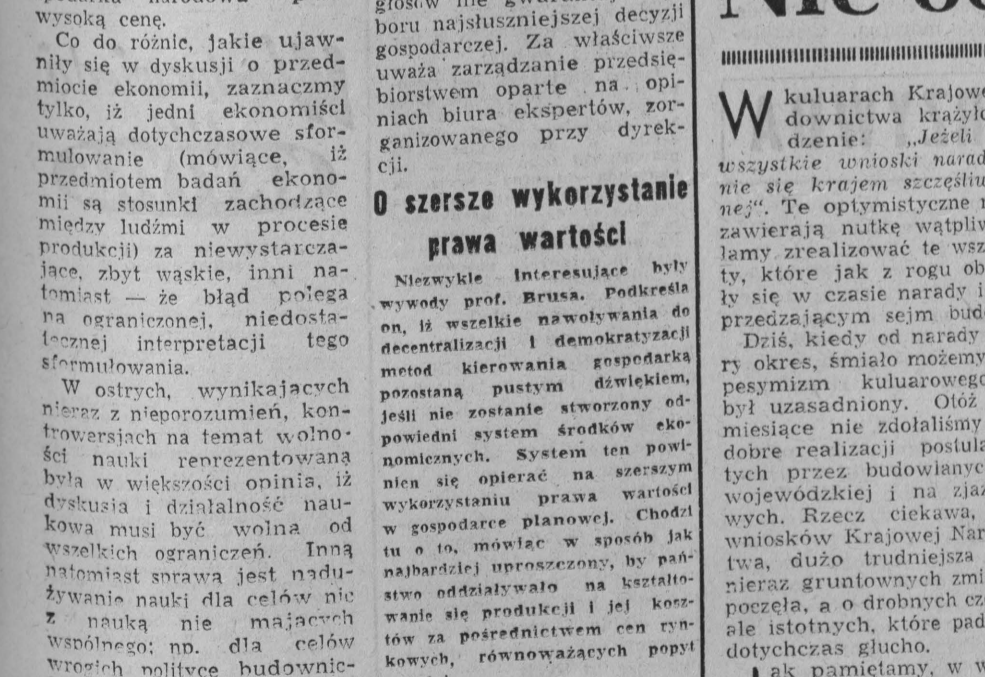 wysoką cenę.
Co do różnic, jakie ujaw-
niły się w dyskusji o przed-
miocie ekonomii, zaznaczmy
tylko, iż jedni ekonomiści
uważają dotychczasowe sfor-
mułowanie (mówiące, iż
przedmiotem badań ekono-
mii są stosunki zachodzące
między ludźmi w procesie
produkcji) za niewystarcza-
jące, zbyt wąskie, inni na-
tomiast — że błąd polega
na ograniczonej, niedosta-
tecznej interpretacji tego
sformułowania.
W ostrych, wynikających
nieraz z nieporozumień, kon-
trowersjach na temat wolno-
ści nauki reprezentowaną
była w większości opinia, iż
dyskusja i działalność nau-
kowa musi być wolna od
wszelkich ograniczeń. Inną
natomiast sprawą jest nadu-
żywanie nauki dla celów nic
z nauką nie mających
wspólnego; np. dla celów
wrogich polityce budownic-
boru najsłuszniejszej decyzji
gospodarczej. Za właściwsze
uważa zarządzanie przedsię-
biorstwem oparte na opi-
niach biura ekspertów, zor-
ganizowanego przy dyrek-
cji.
O szersze wykorzystanie
prawa wartości
Niezwykle interesujące były
wywody prof. Brusa. Podkreśla
on, iż wszelkie nawoływania do
decentralizacji i demokratyzacji
metod kierowania gospodarką
pozostaną pustym dźwiękiem,
jeśli nie zostanie stworzony od-
powiedni system środków eko-
nomicznych. System ten powi-
nien się opierać na szerszym
wykorzystaniu prawa wartości
w gospodarce planowej. Chodzi
tu o to, mówiąc w sposób jak
najbardziej uproszczony, by pań-
stwo oddziaływało na kształto-
wanie się produkcji i jej kosz-
tów za pośrednictwem cen ryn-
kowych, równoważących popyt
W kuluarach Krajowe
downictwa krążyło
dzenie: „Jeżeli
wszystkie wnioski narad
nie się krajem szczęśliw
nej“. Te optymistyczne
zawierają nutkę wątpliw
lamy zrealizować te wsz
ty, które jak z rogu ob
ły się w czasie narady i
przedzającym sejm bud
Dziś, kiedy od narady
ry okres, śmiało możemy
pesymizm kuluarowego
był uzasadniony. Otóż
miesiące nie zdołaliśmy
dobre realizacji postula
tych przez budowlanyc
wojewódzkiej i na zjaz
wych. Rzecz ciekawa,
wniosków Krajowej Nar
twa, dużo trudniejsza
nieraz gruntownych zmi
poczęła, a o drobnych cz
ale istotnych, które pad
dotychczas głucho.
Jak pamiętamy, w w